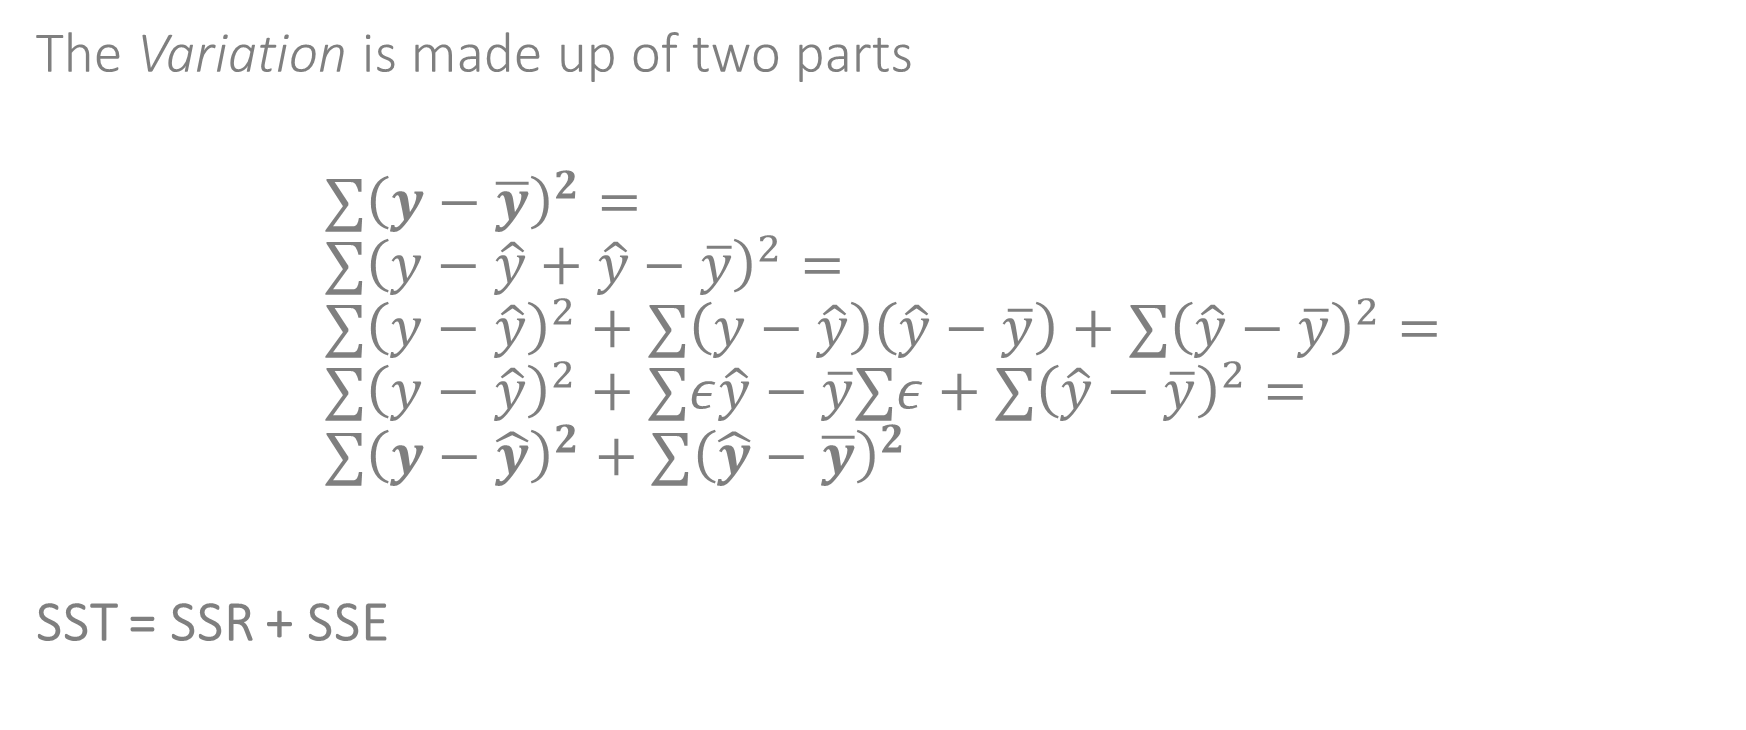 The Variation is made up of two parts
∑(y − ȳ)² =
∑(y − ŷ + ŷ − ȳ)² =
∑(y − ŷ)² + ∑(y − ŷ)(ŷ − ȳ) + ∑(ŷ − ȳ)² =
∑(y − ŷ)² + ∑ϵŷ − ȳ∑ϵ + ∑(ŷ − ȳ)² =
∑(y − ŷ)² + ∑(ŷ − ȳ)²
SST = SSR + SSE